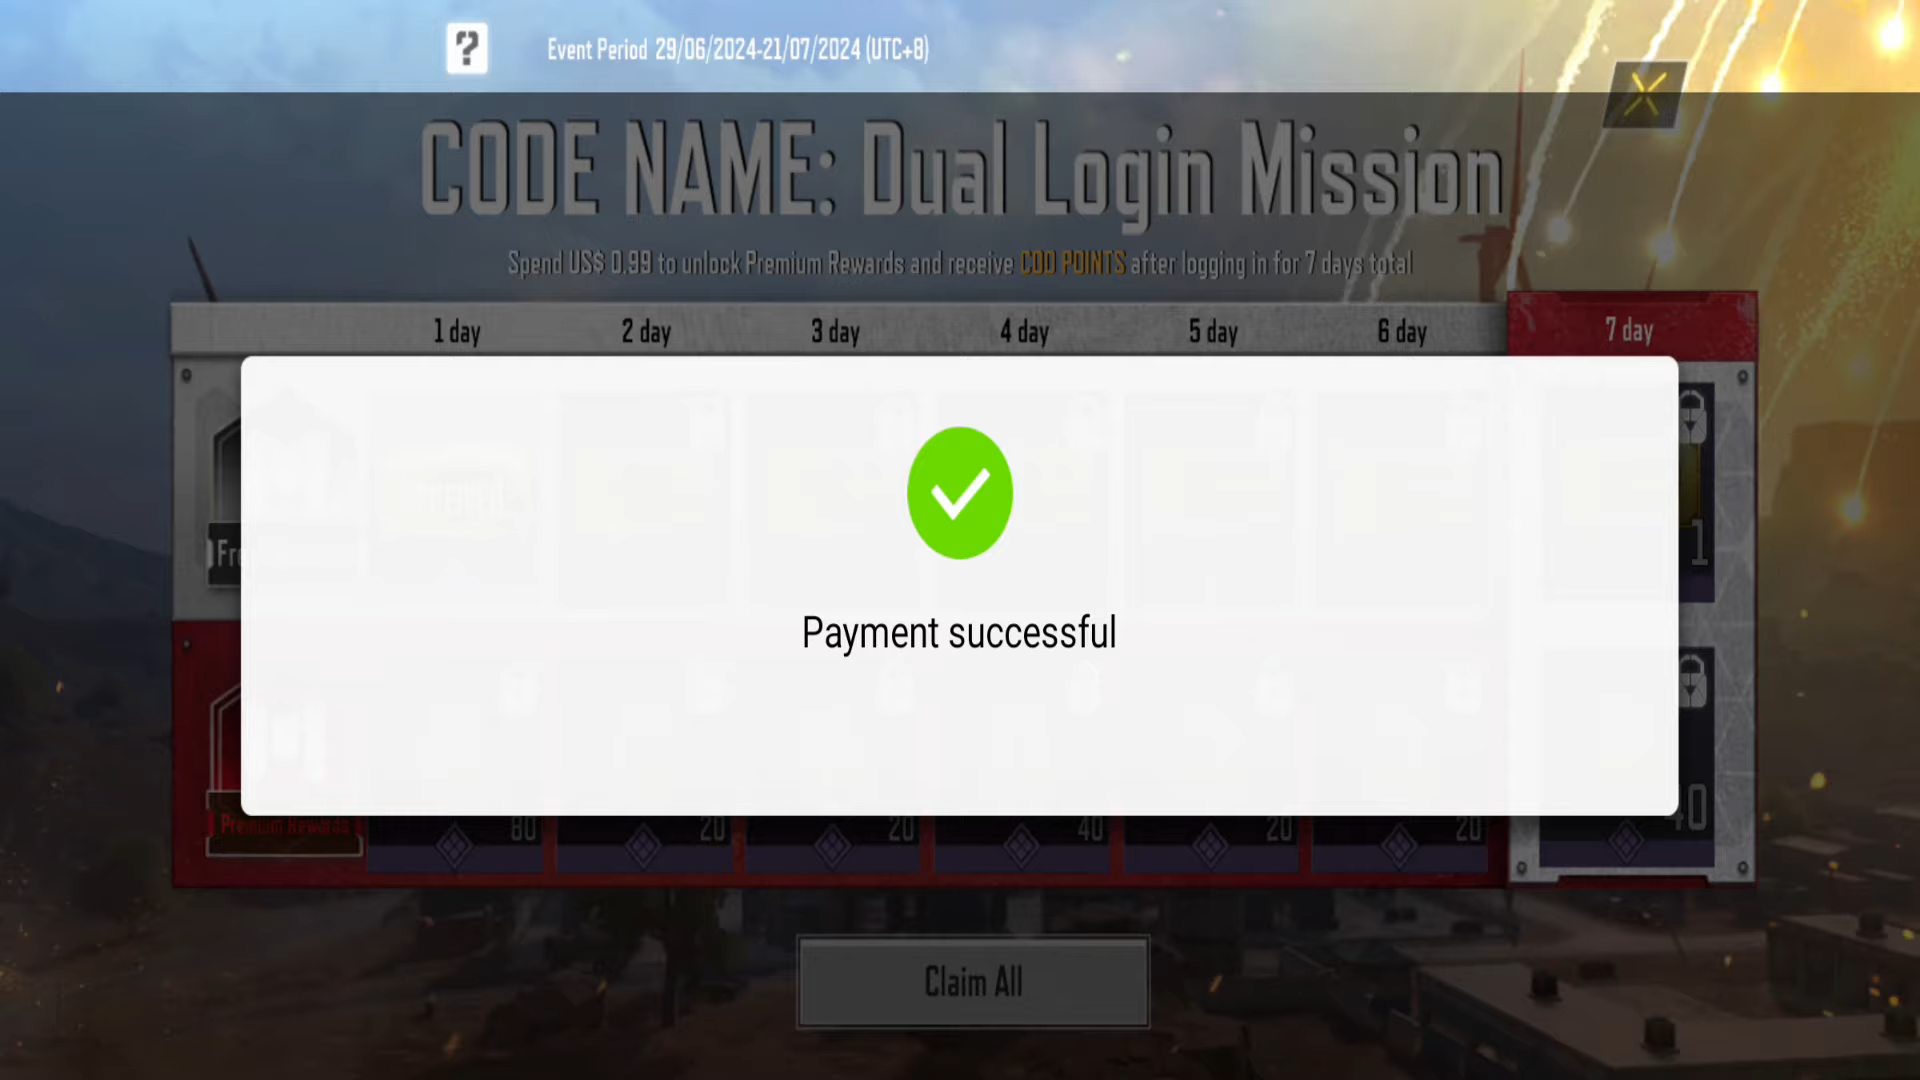 ?
Event Period 29/06/2024-21/07/2024 (UTC+8)
CODE NAME: Dual Login Mission
Spend US$ 0.99 to unlock Premium Rewards and receive COD POINTS after logging in for 7 days total
1 day 2 day 3 day 4 day 5 day 6 day 7 day
1
Payment successful
Premium Rewards 80 20 20 40 20 20
Claim All